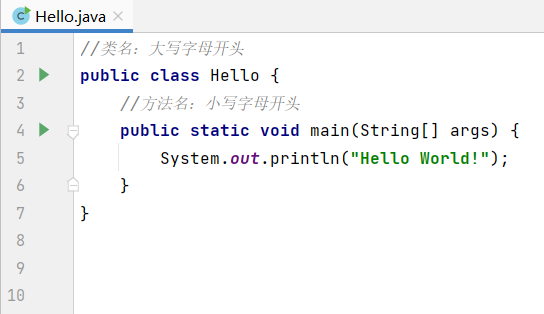 Hello.java
1 //类名：大写字母开头
2 public class Hello {
3 //方法名：小写字母开头
4 public static void main(String[] args) {
5 System.out.println("Hello World!");
6 }
7 }
8
9
10